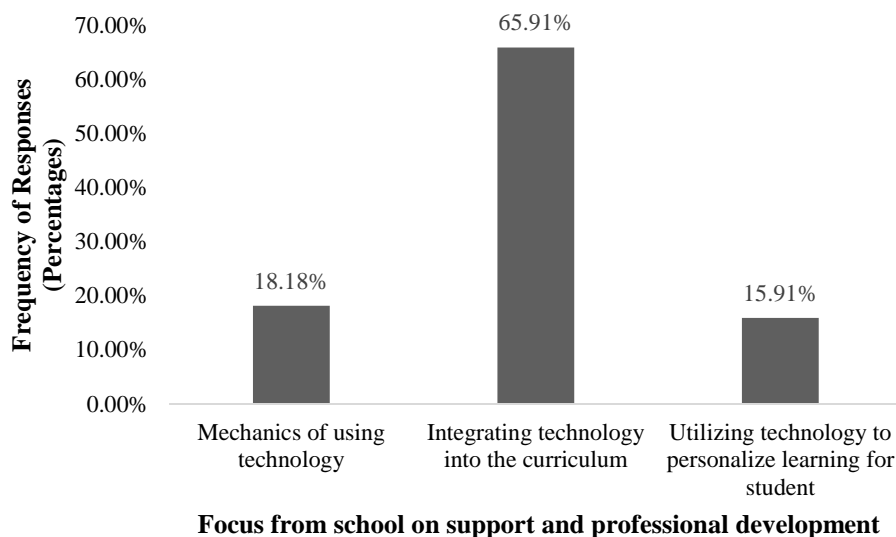 Frequency of Responses
(Percentages)
70.00%
60.00%
50.00%
40.00%
30.00%
20.00%
10.00%
0.00%
18.18%
65.91%
15.91%
Mechanics of using
technology
Integrating technology
into the curriculum
Utilizing technology to
personalize learning for
student
Focus from school on support and professional development